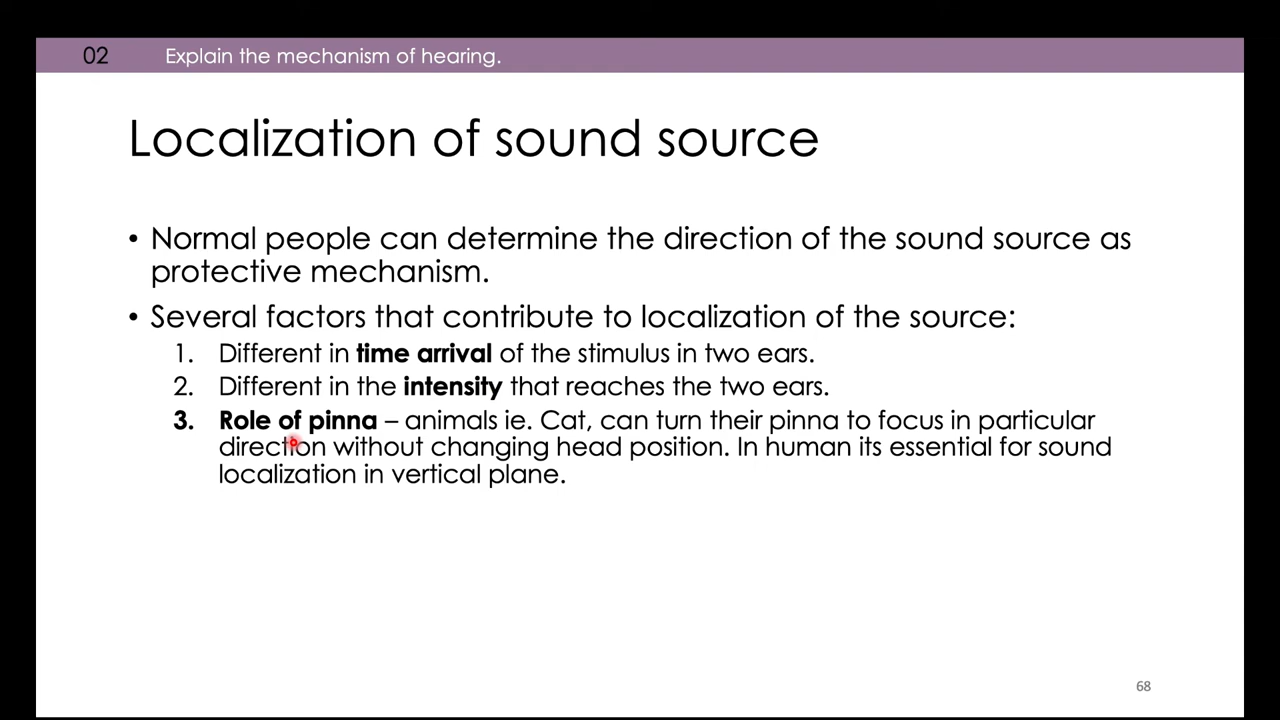 02 Explain the mechanism of hearing.
Localization of sound source
• Normal people can determine the direction of the sound source as
protective mechanism.
• Several factors that contribute to localization of the source:
1. Different in time arrival of the stimulus in two ears.
2. Different in the intensity that reaches the two ears.
3. Role of pinna – animals ie. Cat, can turn their pinna to focus in particular
direction without changing head position. In human its essential for sound
localization in vertical plane.
68